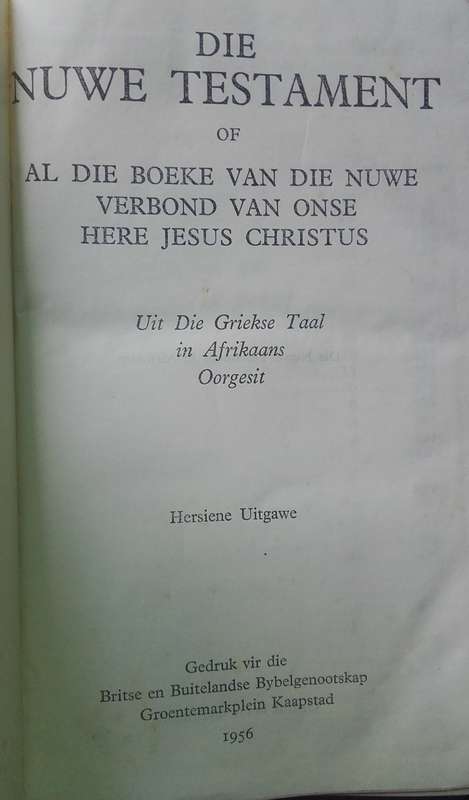 DIE
NUWE TESTAMENT
OF
AL DIE BOEKE VAN DIE NUWE
VERBOND VAN ONSE
HERE JESUS CHRISTUS
Uit Die Griekse Taal
in Afrikaans
Oorgesit
Hersiene Uitgawe
Gedruk vir die
Britse en Buitelandse Bybelgenootskap
Groentemarkplein Kaapstad
1956